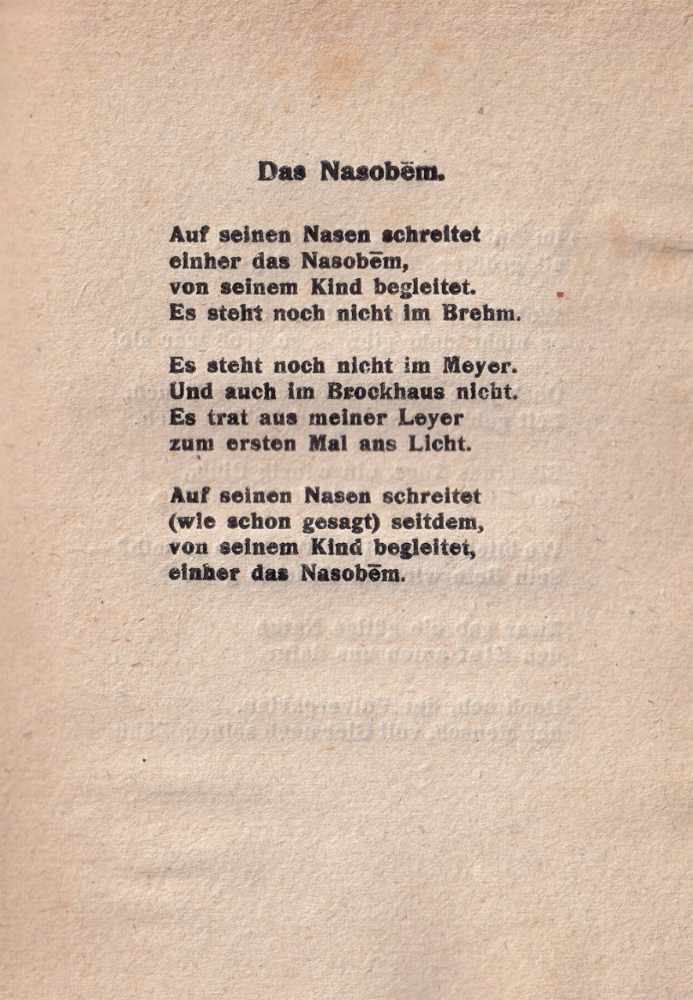 Das Nasobēm.
Auf seinen Nasen schreitet
einher das Nasobēm,
von seinem Kind begleitet.
Es steht noch nicht im Brehm.
Es steht noch nicht im Meyer.
Und auch im Brockhaus nicht.
Es trat aus meiner Leyer
zum ersten Mal ans Licht.
Auf seinen Nasen schreitet
(wie schon gesagt) seitdem,
von seinem Kind begleitet,
einher das Nasobēm.